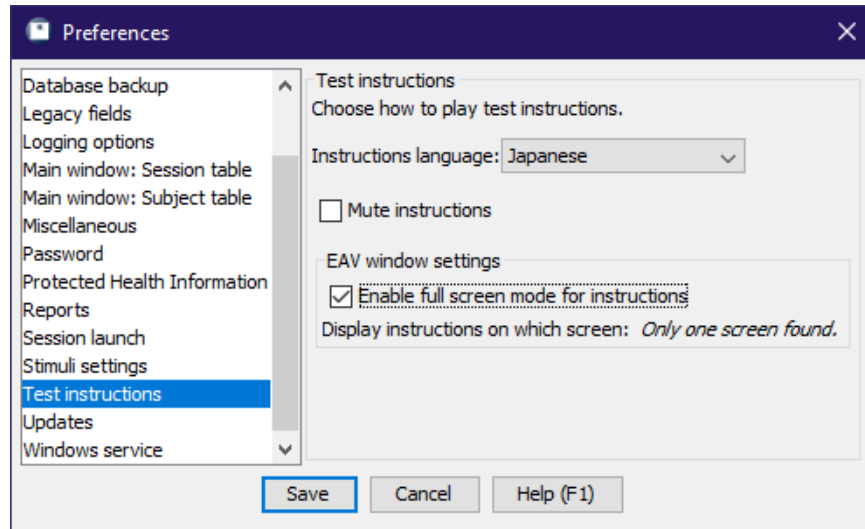 Preferences
Database backup
Legacy fields
Logging options
Main window: Session table
Main window: Subject table
Miscellaneous
Password
Protected Health Information
Reports
Session launch
Stimuli settings
Test instructions
Updates
Windows service
Test instructions
Choose how to play test instructions.
Instructions language: Japanese
Mute instructions
EAV window settings
Enable full screen mode for instructions
Display instructions on which screen: Only one screen found.
Save Cancel Help (F1)